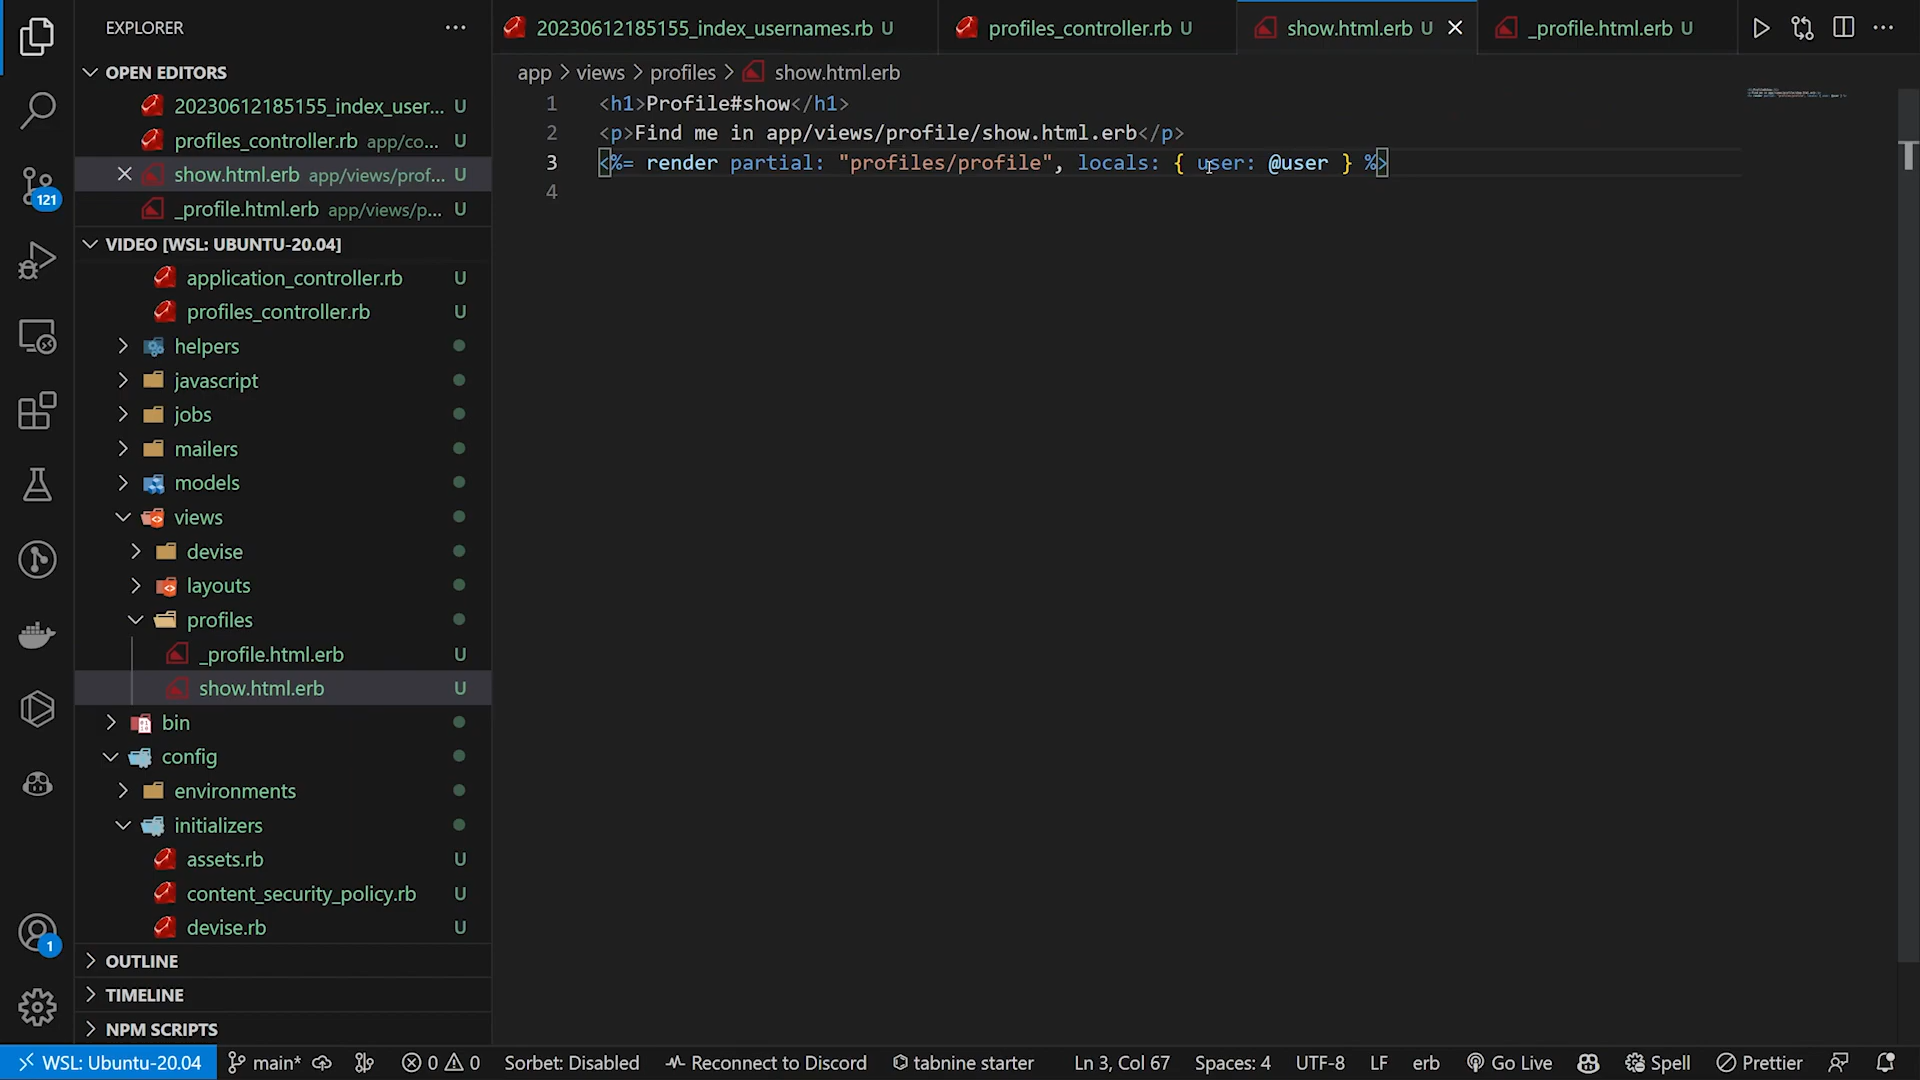 EXPLORER
OPEN EDITORS
20230612185155_index_user... U
profiles_controller.rb app/co... U
show.html.erb app/views/prof... U
_profile.html.erb app/views/p... U
VIDEO [WSL: UBUNTU-20.04]
application_controller.rb U
profiles_controller.rb U
helpers
javascript
jobs
mailers
models
views
devise
layouts
profiles
_profile.html.erb U
show.html.erb U
bin
config
environments
initializers
assets.rb U
content_security_policy.rb U
devise.rb U
OUTLINE
TIMELINE
NPM SCRIPTS
121
1
20230612185155_index_usernames.rb U
profiles_controller.rb U
show.html.erb U
_profile.html.erb U
app > views > profiles > show.html.erb
1 <h1>Profile#show</h1>
2 <p>Find me in app/views/profile/show.html.erb</p>
3 <%= render partial: "profiles/profile", locals: { user: @user } %>
4
WSL: Ubuntu-20.04 main* 0 0 Sorbet: Disabled Reconnect to Discord tabnine starter Ln 3, Col 67 Spaces: 4 UTF-8 LF erb Go Live Spell Prettier